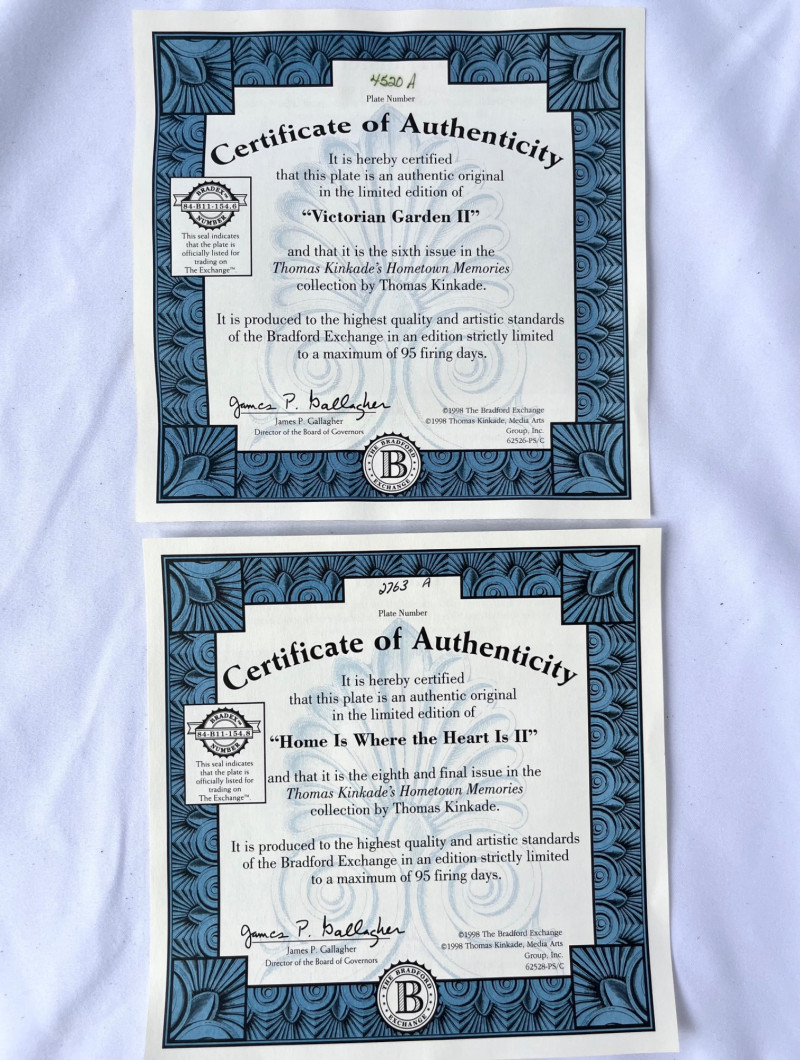 4520 A
Plate Number
Certificate of Authenticity
It is hereby certified
that this plate is an authentic original
in the limited edition of
“Victorian Garden II”
BRADEX™
84-B11-154.6
NUMBER
This seal indicates
that the plate is
officially listed for
trading on
The Exchange™.
and that it is the sixth issue in the
Thomas Kinkade's Hometown Memories
collection by Thomas Kinkade.
It is produced to the highest quality and artistic standards
of the Bradford Exchange in an edition strictly limited
to a maximum of 95 firing days.
James P. Gallagher
James P. Gallagher
Director of the Board of Governors
©1998 The Bradford Exchange
©1998 Thomas Kinkade, Media Arts
Group, Inc.
62526-PS/C
THE BRADFORD
B
EXCHANGE
2763 A
Plate Number
Certificate of Authenticity
It is hereby certified
that this plate is an authentic original
in the limited edition of
“Home Is Where the Heart Is II”
BRADEX™
84-B11-154.8
NUMBER
This seal indicates
that the plate is
officially listed for
trading on
The Exchange™.
and that it is the eighth and final issue in the
Thomas Kinkade's Hometown Memories
collection by Thomas Kinkade.
It is produced to the highest quality and artistic standards
of the Bradford Exchange in an edition strictly limited
to a maximum of 95 firing days.
James P. Gallagher
James P. Gallagher
Director of the Board of Governors
©1998 The Bradford Exchange
©1998 Thomas Kinkade, Media Arts
Group, Inc.
62528-PS/C
THE BRADFORD
B
EXCHANGE